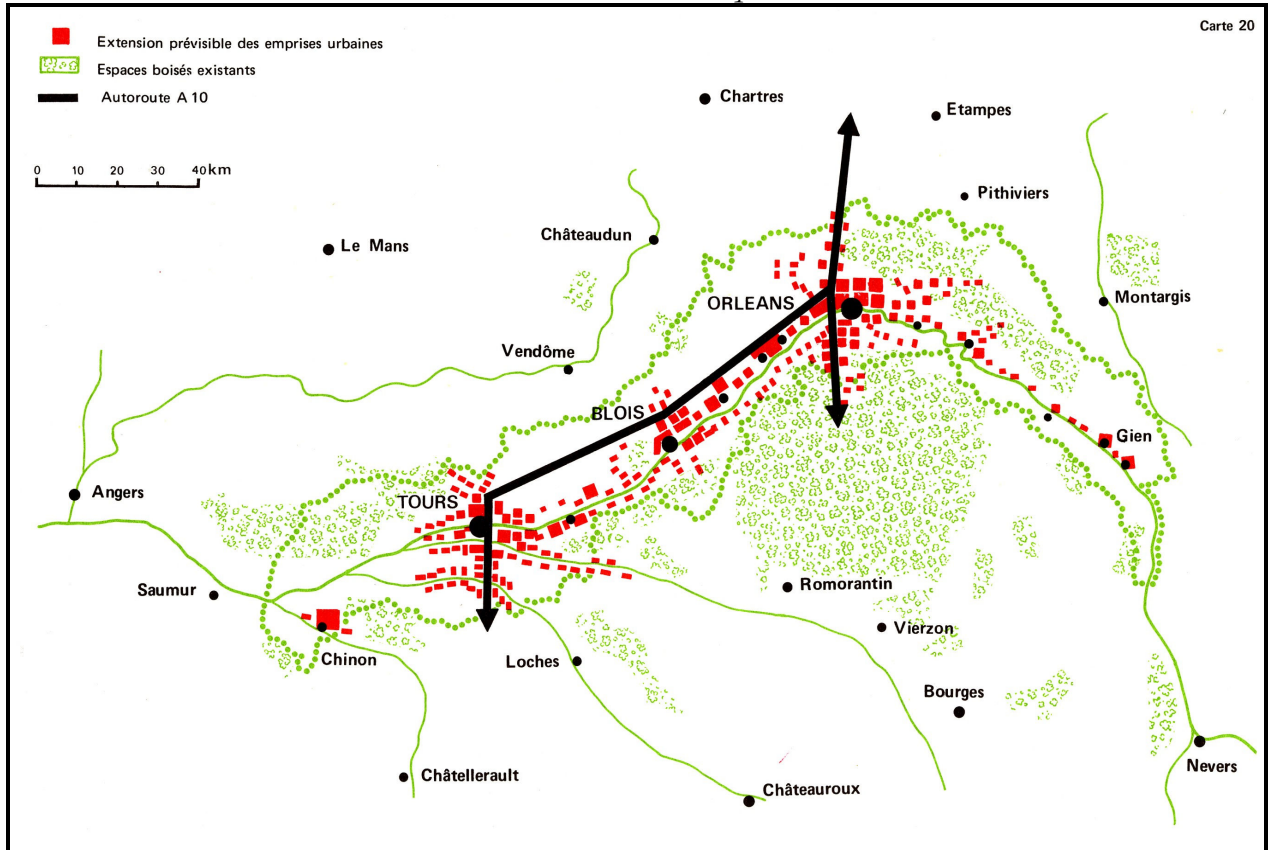 Carte 20
Extension prévisible des emprises urbaines
Espaces boisés existants
Autoroute A 10
0 10 20 30 40km
Chartres
Etampes
Pithiviers
Châteaudun
Le Mans
Montargis
ORLEANS
Vendôme
BLOIS
Gien
Angers
TOURS
Saumur
Romorantin
Vierzon
Chinon
Loches
Bourges
Nevers
Châtellerault
Châteauroux